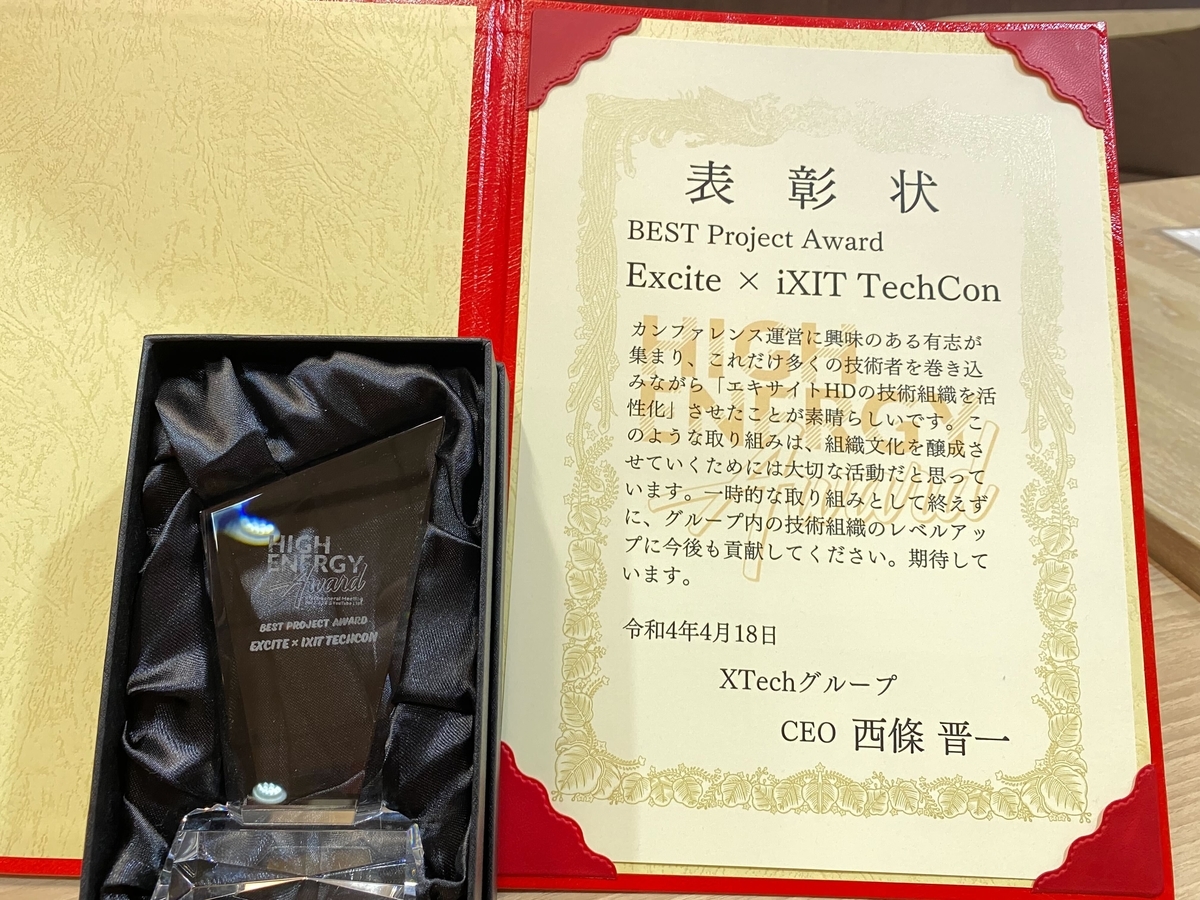 表彰状
BEST Project Award
Excite × iXIT TechCon
HIGH
ENERGY
Award
カンファレンス運営に興味のある有志が
集まり、これだけ多くの技術者を巻き込
みながら「エキサイトHDの技術組織を活
性化」させたことが素晴らしいです。こ
のような取り組みは、組織文化を醸成さ
せていくためには大切な活動だと思って
います。一時的な取り組みとして終えず
に、グループ内の技術組織のレベルアッ
プに今後も貢献してください。期待して
います。
令和4年4月18日
XTechグループ
CEO 西條 晋一
HIGH
ENERGY
Award
BEST PROJECT AWARD
EXCITE × IXIT TECHCON